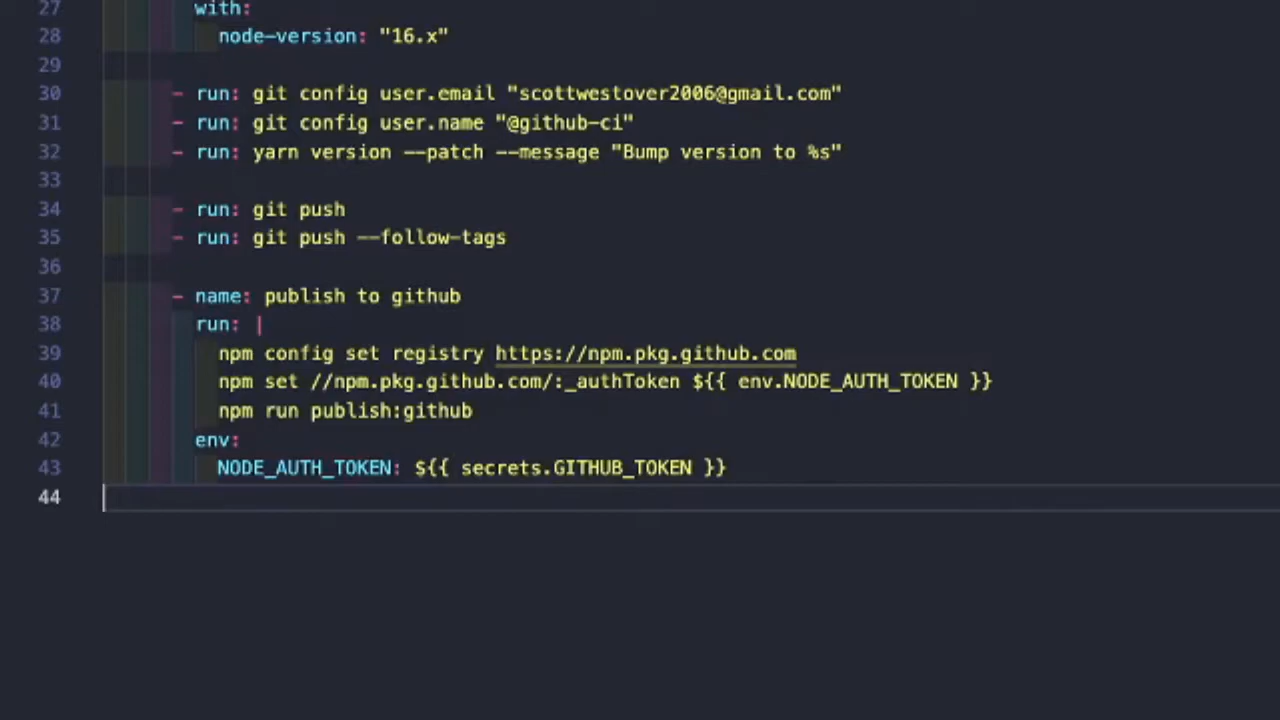 27 with:
28 node-version: "16.x"
29
30 - run: git config user.email "scottwestover2006@gmail.com"
31 - run: git config user.name "@github-ci"
32 - run: yarn version --patch --message "Bump version to %s"
33
34 - run: git push
35 - run: git push --follow-tags
36
37 - name: publish to github
38 run: |
39 npm config set registry https://npm.pkg.github.com
40 npm set //npm.pkg.github.com/:_authToken ${{ env.NODE_AUTH_TOKEN }}
41 npm run publish:github
42 env:
43 NODE_AUTH_TOKEN: ${{ secrets.GITHUB_TOKEN }}
44